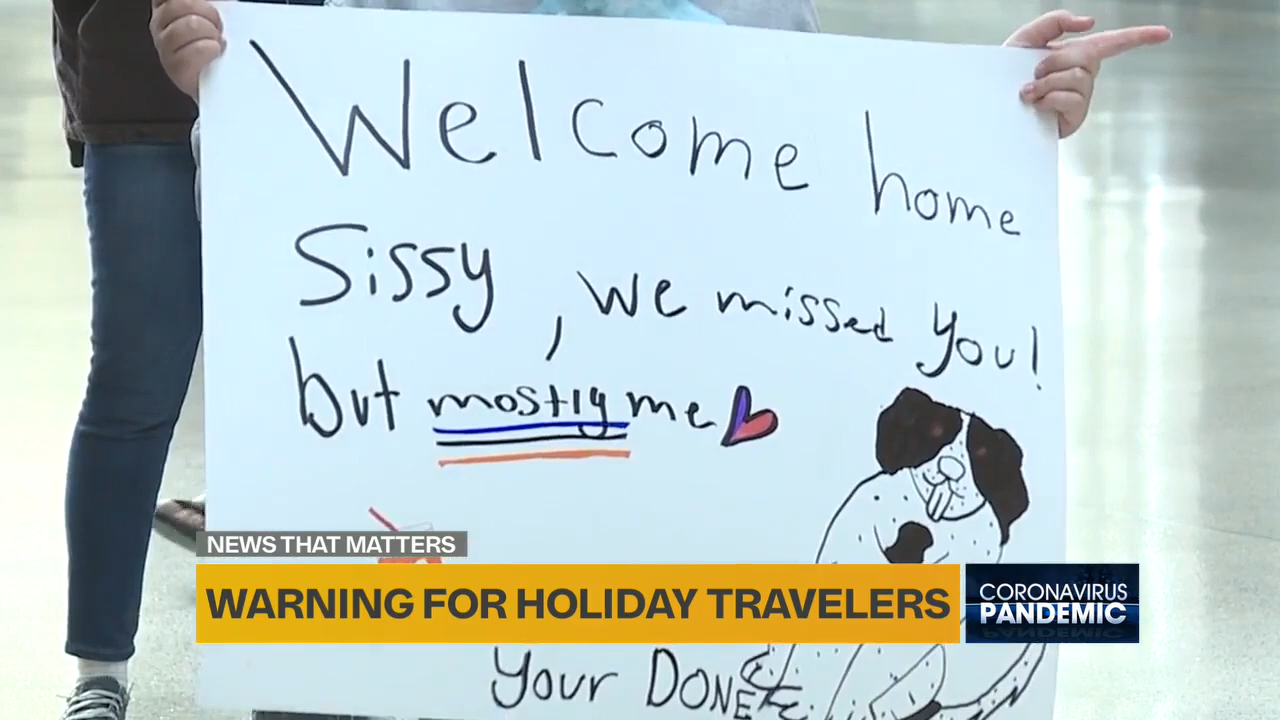 Welcome home
Sissy, we missed you!
but mostly me
NEWS THAT MATTERS
WARNING FOR HOLIDAY TRAVELERS
CORONAVIRUS
PANDEMIC
your DONE